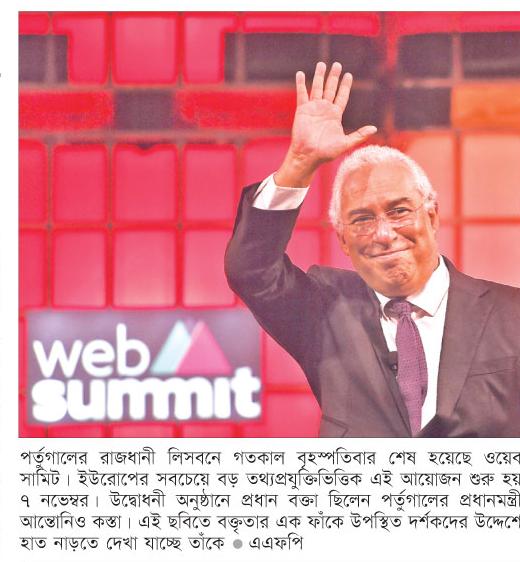 web
summit
পর্তুগালের রাজধানী লিসবনে গতকাল বৃহস্পতিবার শেষ হয়েছে ওয়েব
সামিট। ইউরোপের সবচেয়ে বড় তথ্যপ্রযুক্তিভিত্তিক এই আয়োজন শুরু হয়
৭ নভেম্বর। উদ্বোধনী অনুষ্ঠানে প্রধান বক্তা ছিলেন পর্তুগালের প্রধানমন্ত্রী
আন্তোনিও কস্তা। এই ছবিতে বক্তৃতার এক ফাঁকে উপস্থিত দর্শকদের উদ্দেশে
হাত নাড়তে দেখা যাচ্ছে তাঁকে ● এএফপি